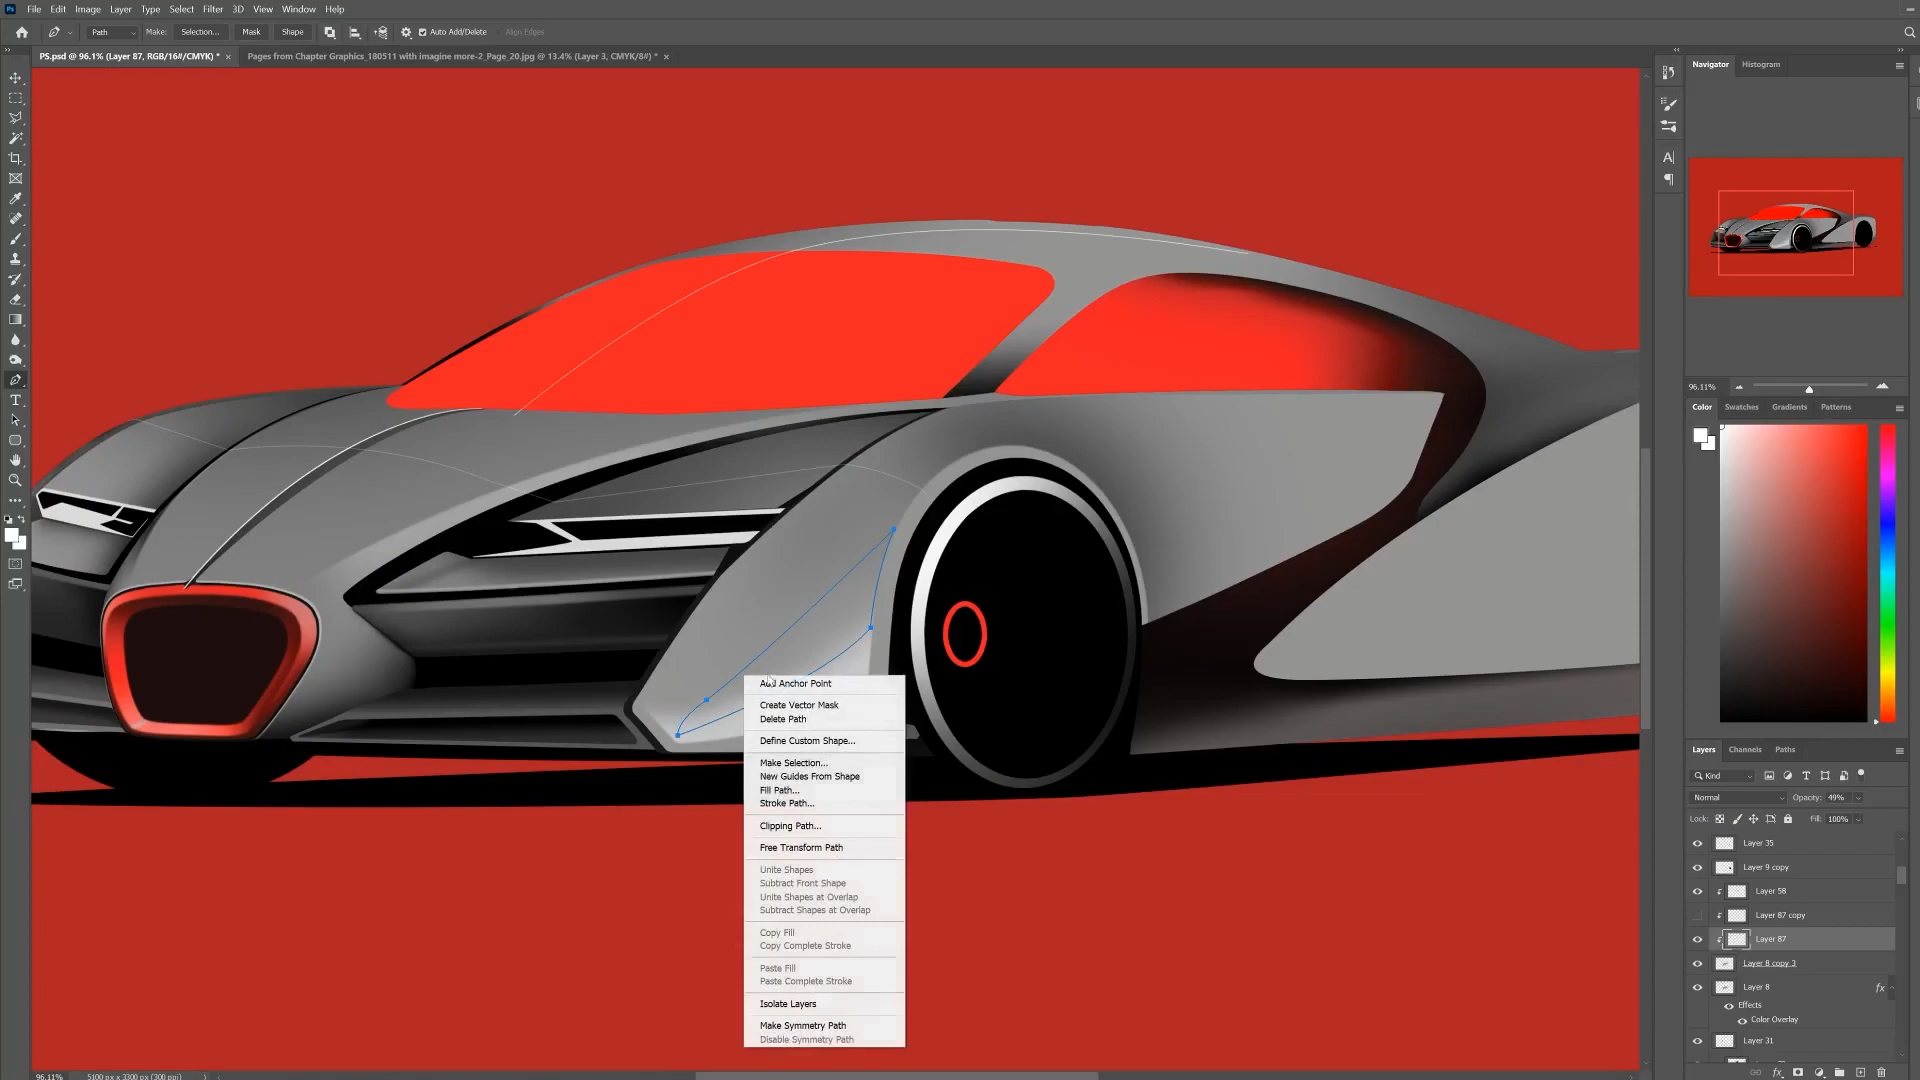 Ps File Edit Image Layer Type Select Filter 3D View Window Help
Path Make: Selection... Mask Shape Auto Add/Delete Align Edges
PS.psd @ 96.1% (Layer 87, RGB/16#/CMYK) * × Pages from Chapter Graphics_180511 with Imagine more-2_Page_20.jpg @ 13.4% (Layer 3, CMYK/8#) * ×
Navigator Histogram
96.11%
Color Swatches Gradients Patterns
Add Anchor Point
Create Vector Mask
Delete Path
Define Custom Shape...
Make Selection...
New Guides From Shape
Fill Path...
Stroke Path...
Clipping Path...
Free Transform Path
Unite Shapes
Subtract Front Shape
Unite Shapes at Overlap
Subtract Shapes at Overlap
Copy Fill
Copy Complete Stroke
Paste Fill
Paste Complete Stroke
Isolate Layers
Make Symmetry Path
Disable Symmetry Path
Layers Channels Paths
Kind
Normal Opacity: 49%
Lock: Fill: 100%
Layer 35
Layer 9 copy
Layer 58
Layer 87 copy
Layer 87
Layer 8 copy 3
Layer 8 fx
Effects
Color Overlay
Layer 31
96.11% 5100 px x 3300 px (300 ppi)